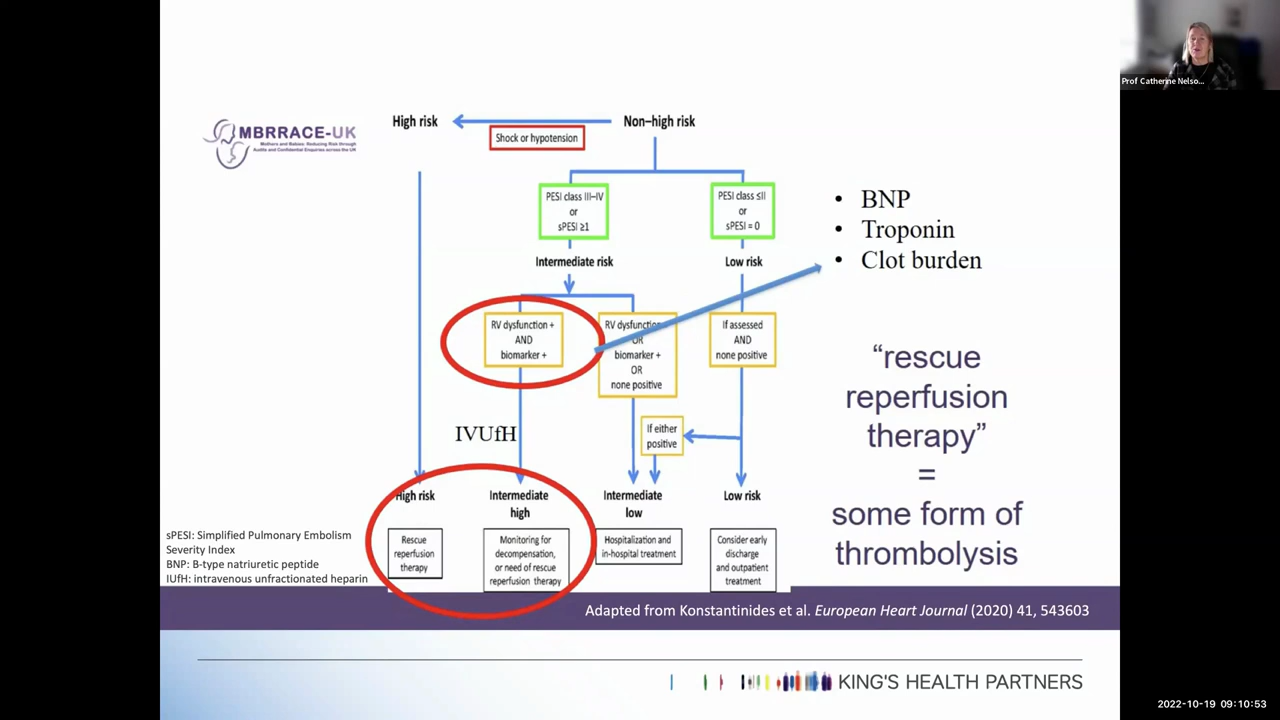 Prof Catherine Nelso...
MBRRACE-UK
Mothers and Babies: Reducing Risk through
Audits and Confidential Enquiries across the UK
High risk
Non–high risk
Shock or hypotension
PESI class III–IV
or
sPESI ≥1
PESI class ≤II
or
sPESI = 0
Intermediate risk
Low risk
RV dysfunction +
AND
biomarker +
RV dysfunction
OR
biomarker +
OR
none positive
If assessed
AND
none positive
IVUfH
If either
positive
High risk
Intermediate
high
Intermediate
low
Low risk
Rescue
reperfusion
therapy
Monitoring for
decompensation,
or need of rescue
reperfusion therapy
Hospitalization and
in-hospital treatment
Consider early
discharge
and outpatient
treatment
• BNP
• Troponin
• Clot burden
“rescue
reperfusion
therapy”
=
some form of
thrombolysis
sPESI: Simplified Pulmonary Embolism
Severity Index
BNP: B-type natriuretic peptide
IUfH: intravenous unfractionated heparin
Adapted from Konstantinides et al. European Heart Journal (2020) 41, 543603
KING'S HEALTH PARTNERS
2022-10-19 09:10:53